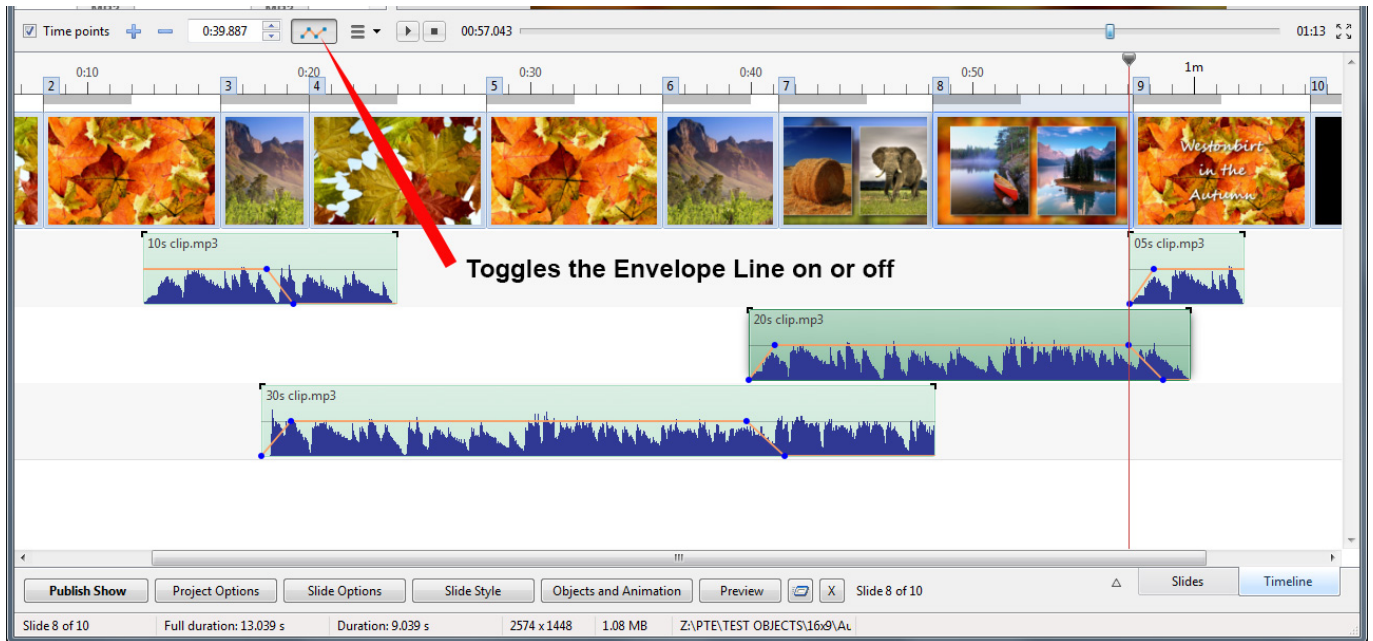 Time points 0:39.887 00:57.043 01:13
0:10 0:20 0:30 0:40 0:50 1m
2 3 4 5 6 7 8 9 10
Westonbirt
in the
Autumn
10s clip.mp3 05s clip.mp3
Toggles the Envelope Line on or off
20s clip.mp3
30s clip.mp3
Publish Show Project Options Slide Options Slide Style Objects and Animation Preview X Slide 8 of 10 Slides Timeline
Slide 8 of 10 Full duration: 13.039 s Duration: 9.039 s 2574 x 1448 1.08 MB Z:\PTE\TEST OBJECTS\16x9\Au